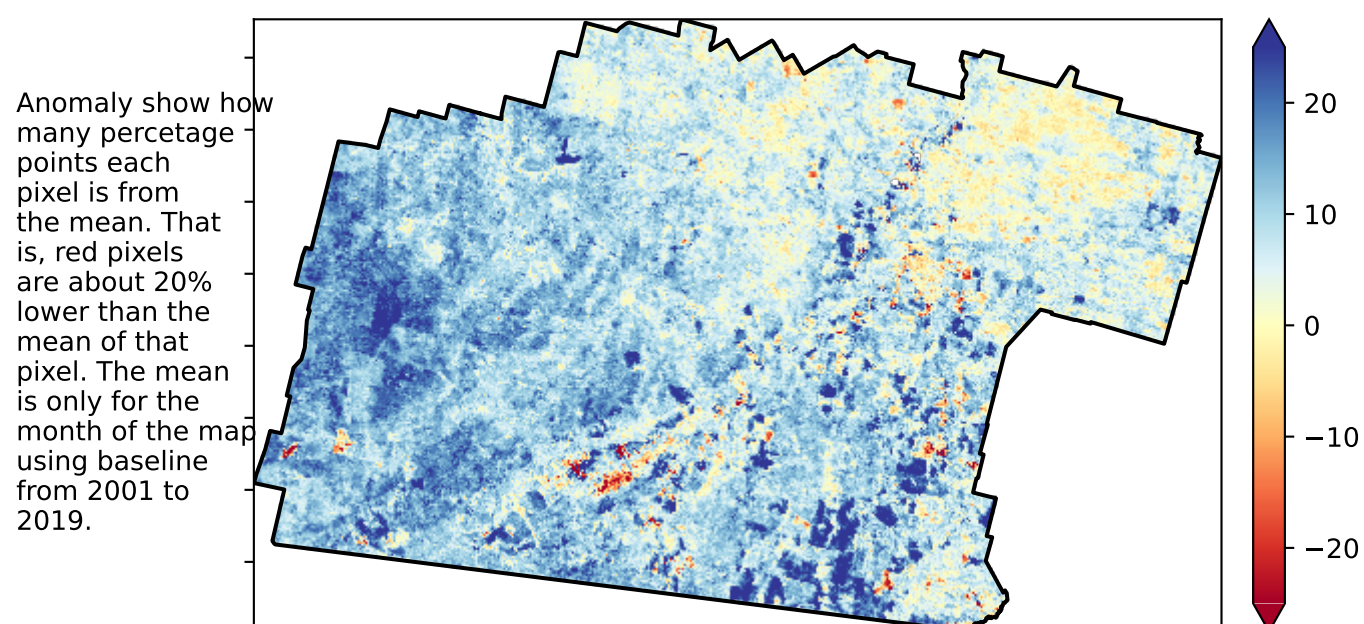 Anomaly show how
many percetage
points each
pixel is from
the mean. That
is, red pixels
are about 20%
lower than the
mean of that
pixel. The mean
is only for the
month of the map
using baseline
from 2001 to
2019.
20
10
0
−10
−20